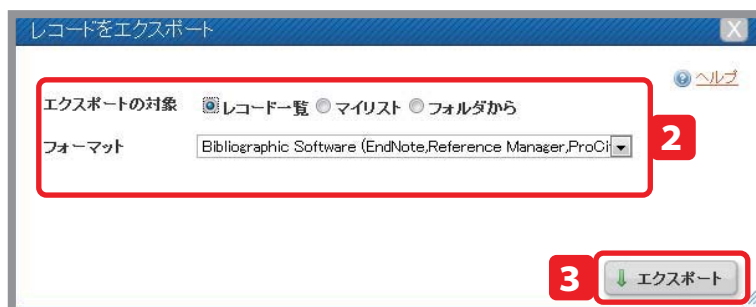 レコードをエクスポート X
ヘルプ
エクスポートの対象 レコード一覧 マイリスト フォルダから
フォーマット Bibliographic Software (EndNote,Reference Manager,ProCit
2
3 エクスポート